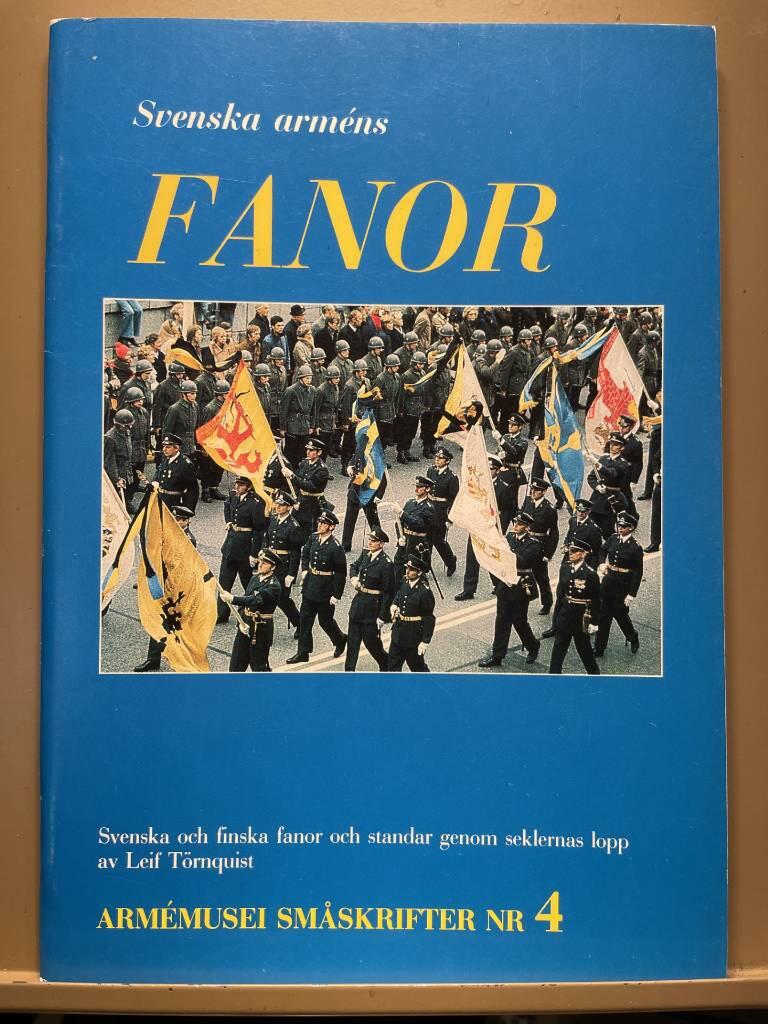 Svenska arméns
FANOR
Svenska och finska fanor och standar genom seklernas lopp
av Leif Törnquist
ARMÉMUSEI SMÅSKRIFTER NR 4